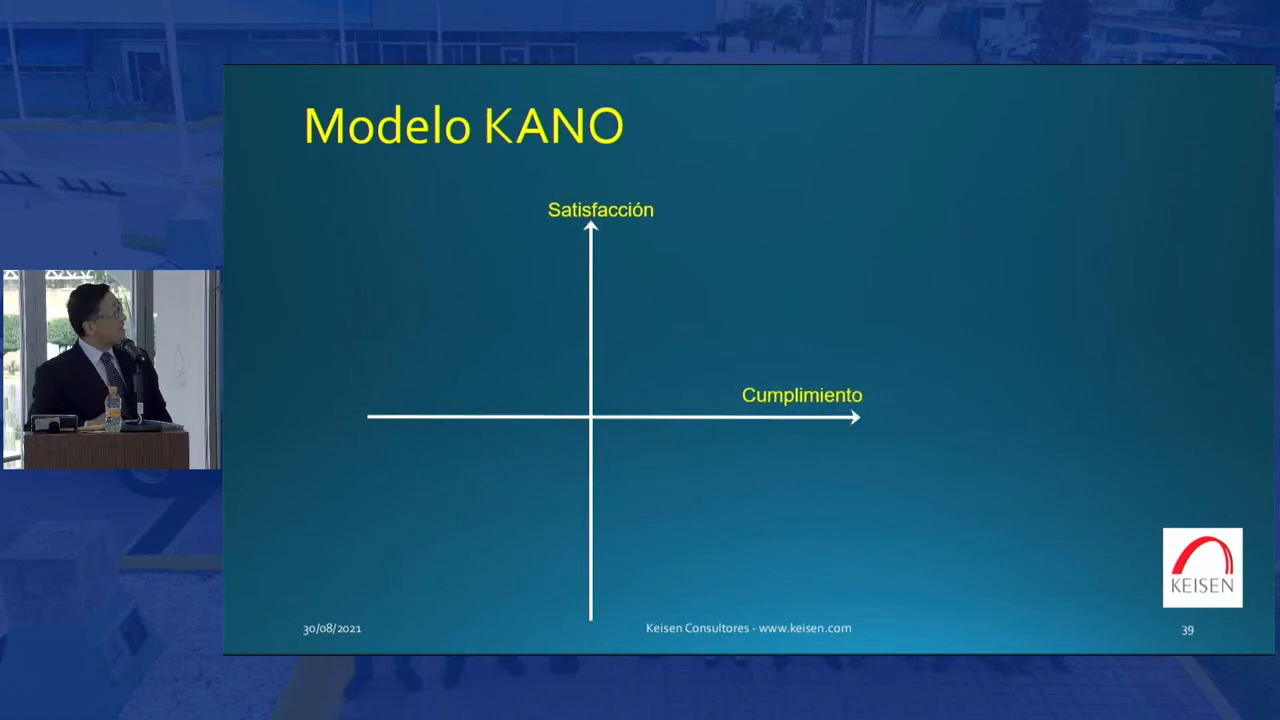 Modelo KANO
Satisfacción
Cumplimiento
KEISEN
30/08/2021
Keisen Consultores - www.keisen.com
39